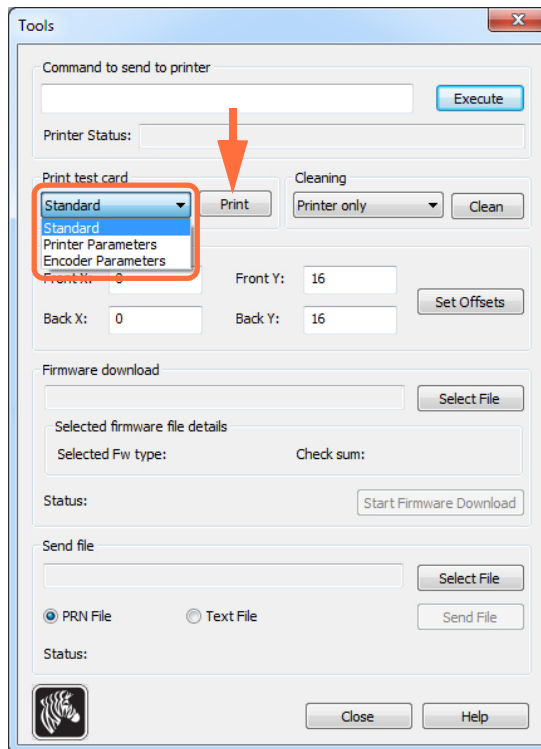 Tools
Command to send to printer
Execute
Printer Status:
Print test card
Cleaning
Standard
Print
Printer only
Clean
Standard
Printer Parameters
Encoder Parameters
Front X: 0
Front Y: 16
Set Offsets
Back X: 0
Back Y: 16
Firmware download
Select File
Selected firmware file details
Selected Fw type:
Check sum:
Status:
Start Firmware Download
Send file
Select File
PRN File
Text File
Send File
Status:
Close
Help